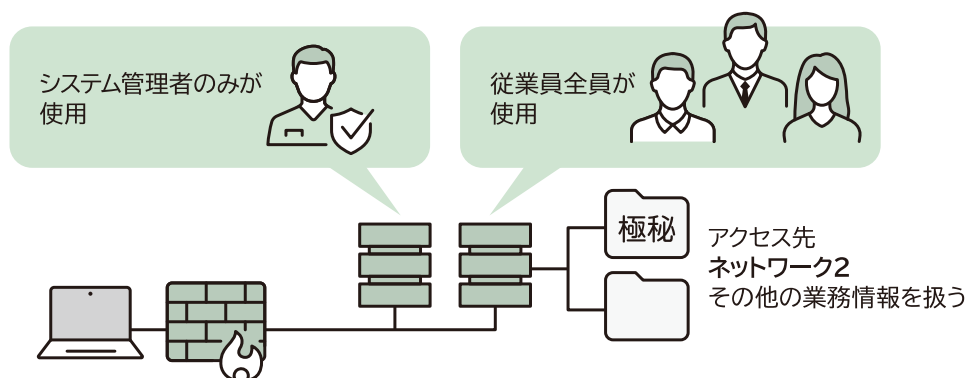 システム管理者のみが
使用
従業員全員が
使用
極秘
アクセス先
ネットワーク2
その他の業務情報を扱う